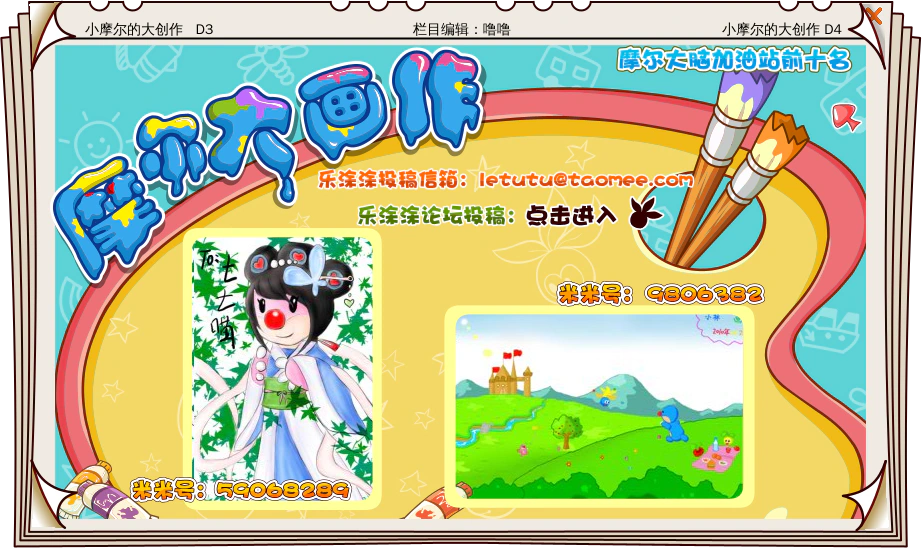 小摩尔的大创作 D3
栏目编辑：噜噜
小摩尔的大创作 D4
摩尔大脑加油站前十名
摩尔大画作
乐涂涂投稿信箱：letutu@taomee.com
乐涂涂论坛投稿：点击进入
米米号：9806382
米米号：59068289